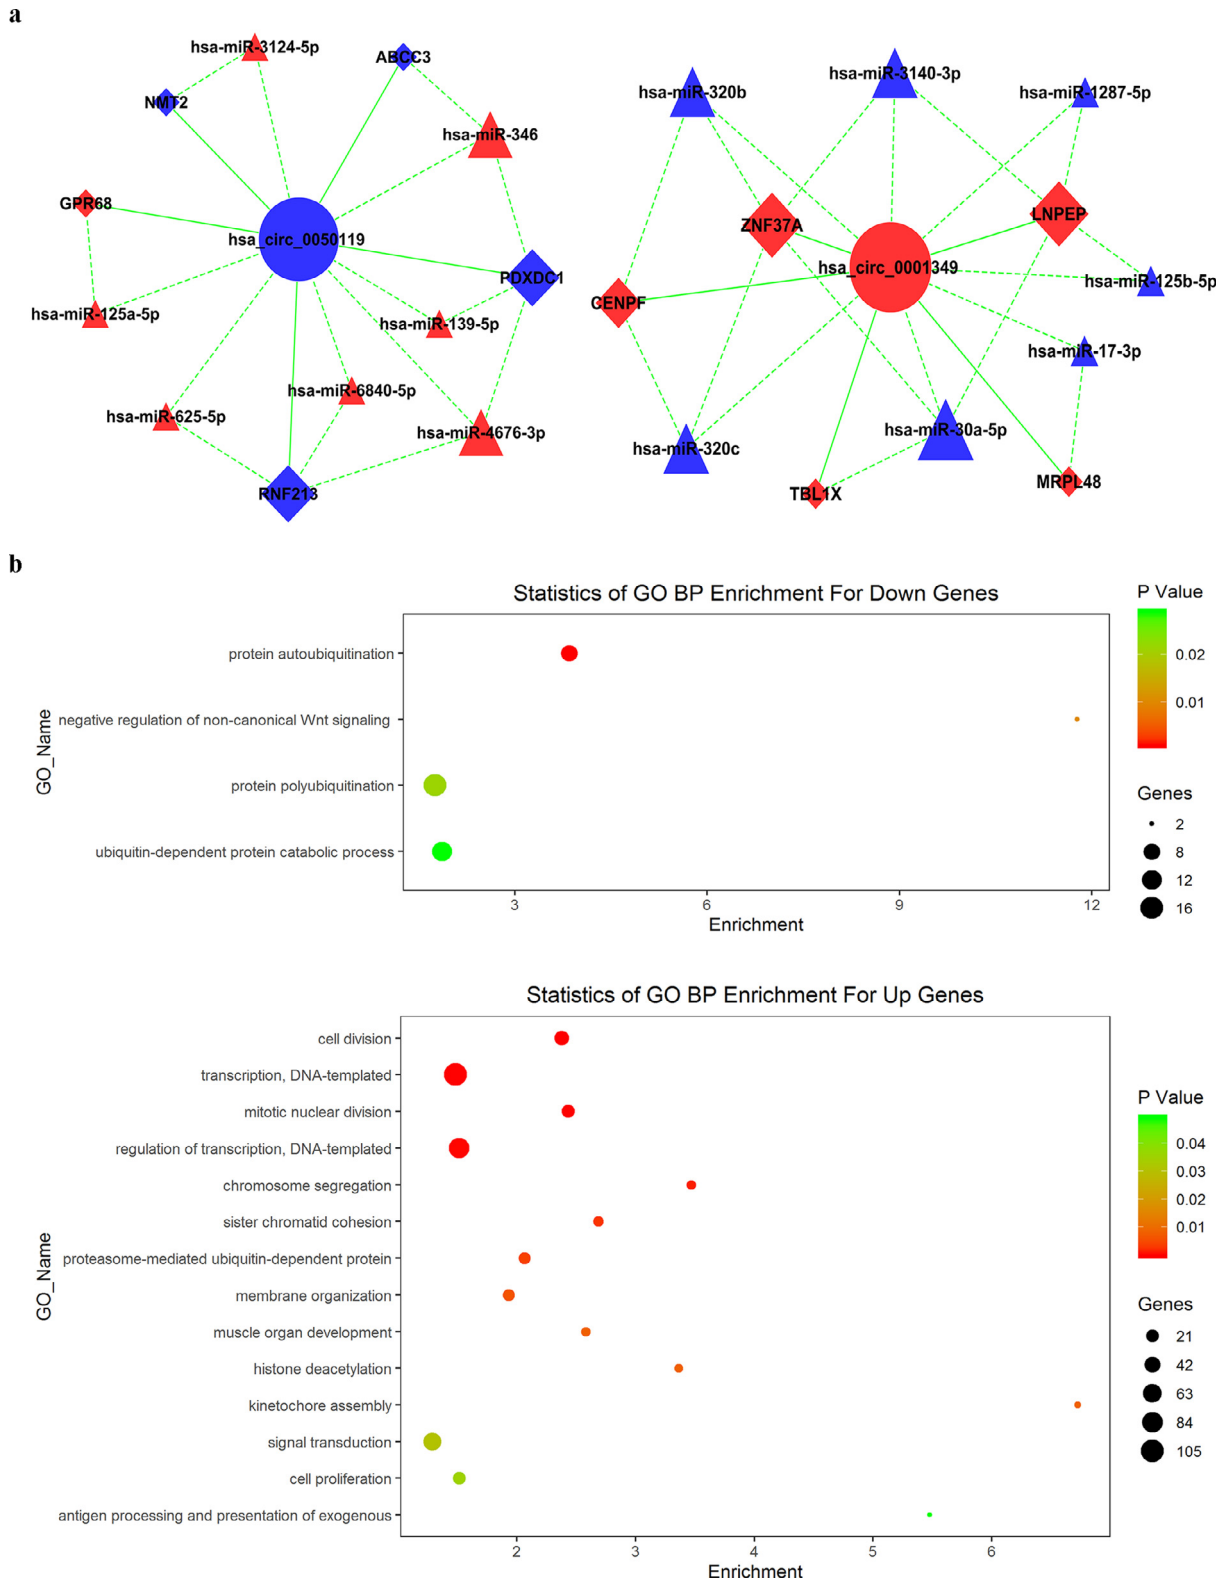 a
hsa-miR-3124-5p
ABCC3
NMT2
hsa-miR-346
GPR68
hsa_circ_0050119
PDXDC1
hsa-miR-125a-5p
hsa-miR-139-5p
hsa-miR-6840-5p
hsa-miR-625-5p
hsa-miR-4676-3p
RNF213
hsa-miR-3140-3p
hsa-miR-320b
hsa-miR-1287-5p
ZNF37A
LNPEP
hsa_circ_0001349
hsa-miR-125b-5p
CENPF
hsa-miR-17-3p
hsa-miR-30a-5p
hsa-miR-320c
TBL1X
MRPL48
b
Statistics of GO BP Enrichment For Down Genes
GO_Name
protein autoubiquitination
negative regulation of non-canonical Wnt signaling
protein polyubiquitination
ubiquitin-dependent protein catabolic process
3
6
9
12
Enrichment
P Value
0.02
0.01
Genes
2
8
12
16
Statistics of GO BP Enrichment For Up Genes
GO_Name
cell division
transcription, DNA-templated
mitotic nuclear division
regulation of transcription, DNA-templated
chromosome segregation
sister chromatid cohesion
proteasome-mediated ubiquitin-dependent protein
membrane organization
muscle organ development
histone deacetylation
kinetochore assembly
signal transduction
cell proliferation
antigen processing and presentation of exogenous
2
3
4
5
6
Enrichment
P Value
0.04
0.03
0.02
0.01
Genes
21
42
63
84
105